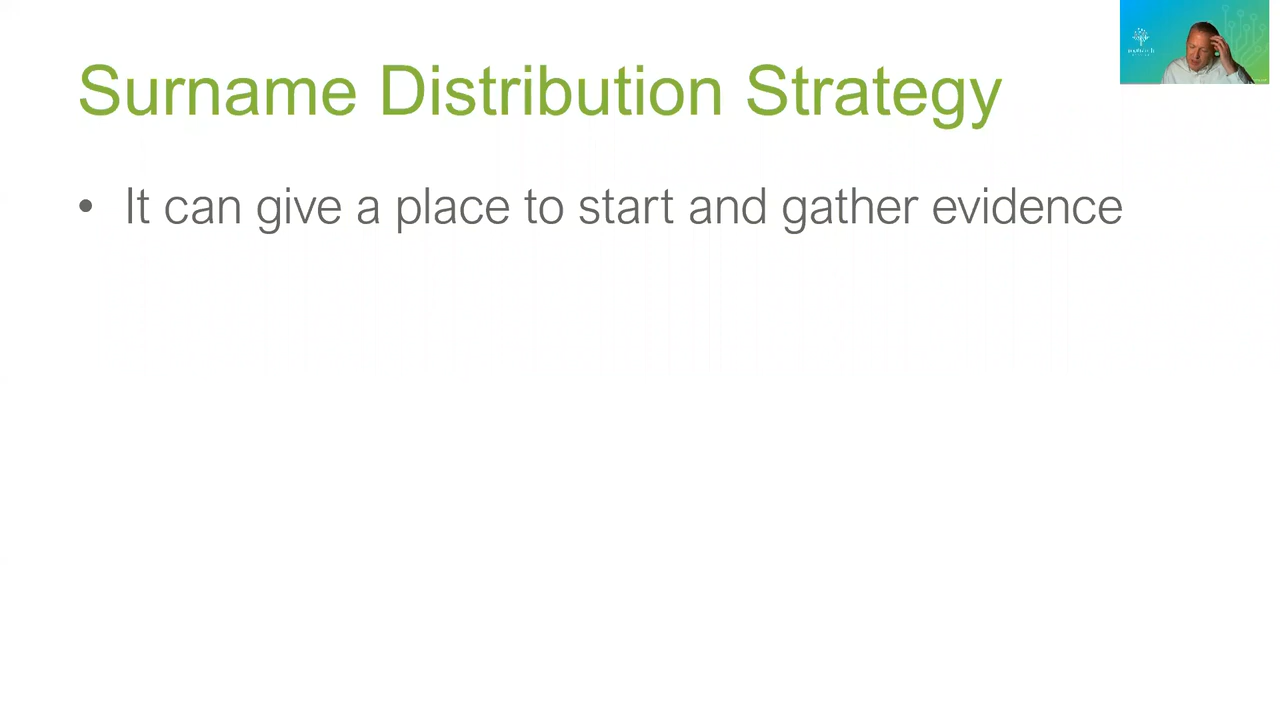 Surname Distribution Strategy
• It can give a place to start and gather evidence